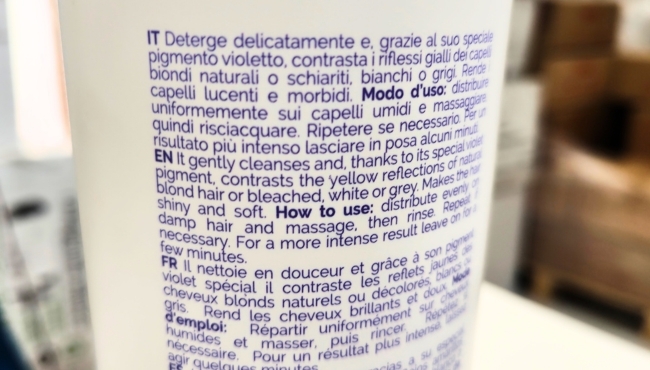 IT Deterge delicatamente e, grazie al suo speciale
pigmento violetto, contrasta i riflessi gialli dei capelli
biondi naturali o schiariti, bianchi o grigi. Rende
capelli lucenti e morbidi. Modo d'uso: distribuire
uniformemente sui capelli umidi e massaggiare
quindi risciacquare. Ripetere se necessario. Per un
risultato più intenso lasciare in posa alcuni minuti.
EN It gently cleanses and, thanks to its special violet
pigment, contrasts the yellow reflections of natural
blond hair or bleached, white or grey. Makes the hair
shiny and soft. How to use: distribute evenly on
damp hair and massage, then rinse. Repeat if
necessary. For a more intense result leave on for a
few minutes.
FR Il nettoie en douceur et grâce à son pigment
violet spécial il contraste les reflets jaunes des
cheveux blonds naturels ou décolorés, blancs ou
gris. Rend les cheveux brillants et doux. Mode
d'emploi: Répartir uniformément sur cheveux
humides et masser, puis rincer. Répéter si
nécessaire. Pour un résultat plus intense, laisser
agir quelques minutes.
ES a su especial